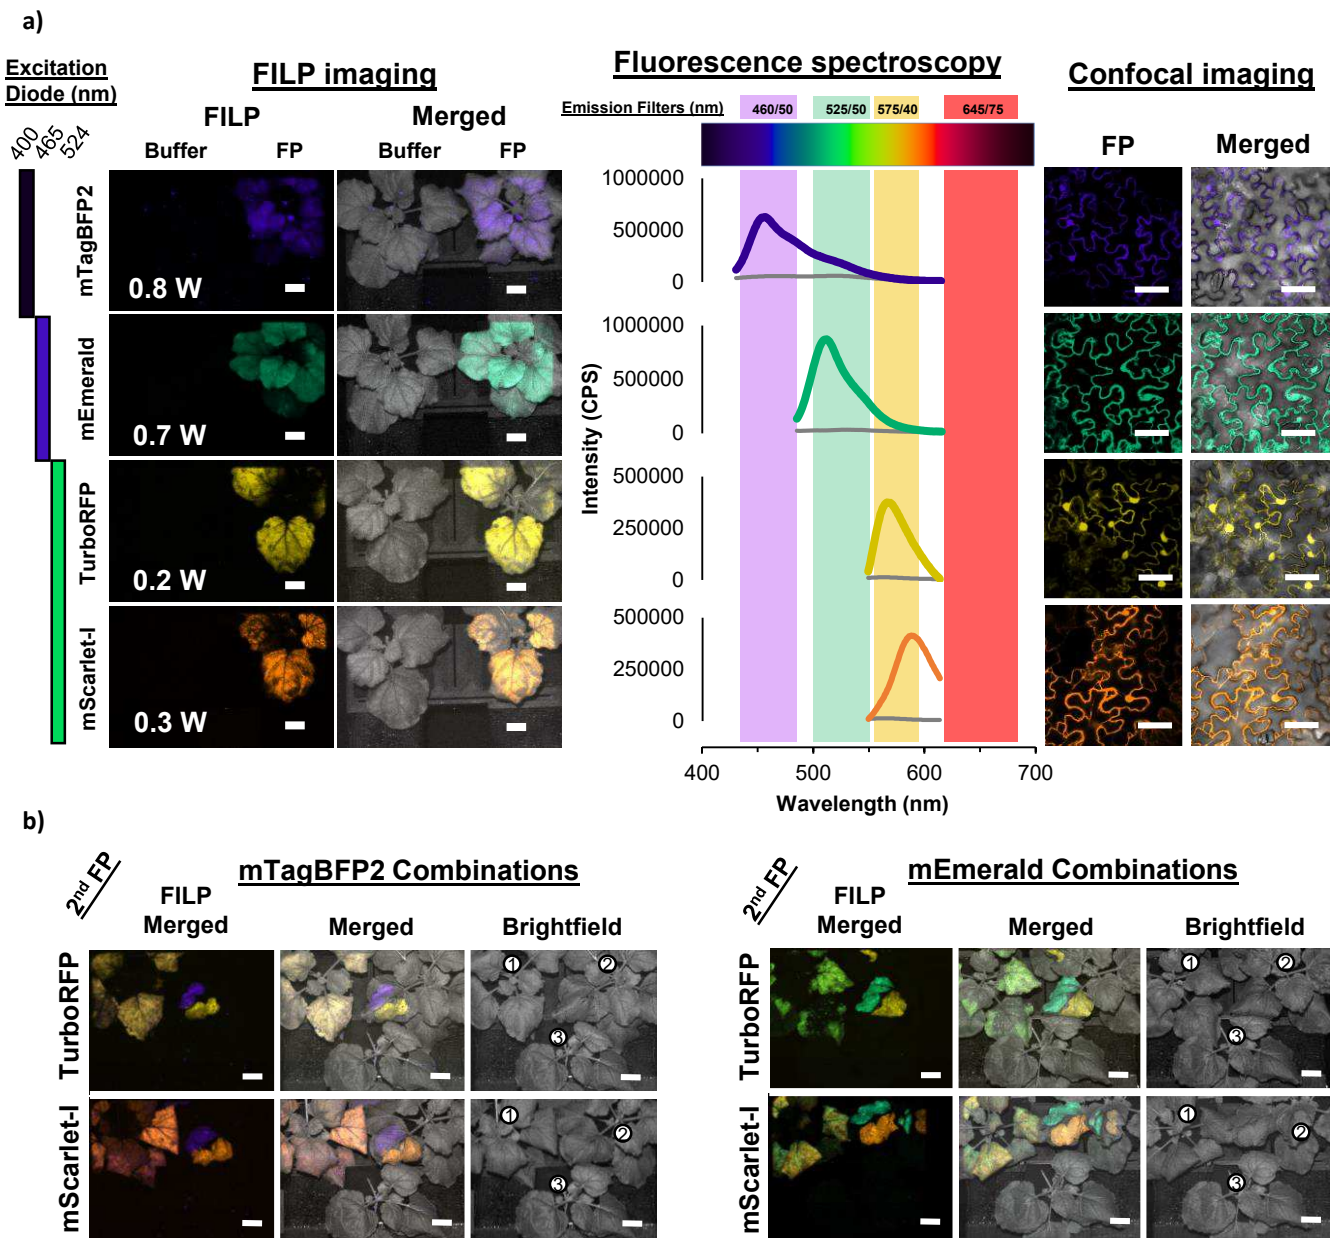 a)
Excitation
Diode (nm)
400
465
524
FILP imaging
FILP
Merged
Buffer
FP
Buffer
FP
mTagBFP2
0.8 W
mEmerald
0.7 W
TurboRFP
0.2 W
mScarlet-I
0.3 W
Fluorescence spectroscopy
Emission Filters (nm)
460/50
525/50
575/40
645/75
1000000
500000
0
1000000
500000
0
500000
250000
0
500000
250000
0
Intensity (CPS)
400
500
600
700
Wavelength (nm)
Confocal imaging
FP
Merged
b)
2nd FP
mTagBFP2 Combinations
FILP
Merged
Merged
Brightfield
TurboRFP
1
2
3
mScarlet-I
1
2
3
2nd FP
mEmerald Combinations
FILP
Merged
Merged
Brightfield
TurboRFP
1
2
3
mScarlet-I
1
2
3